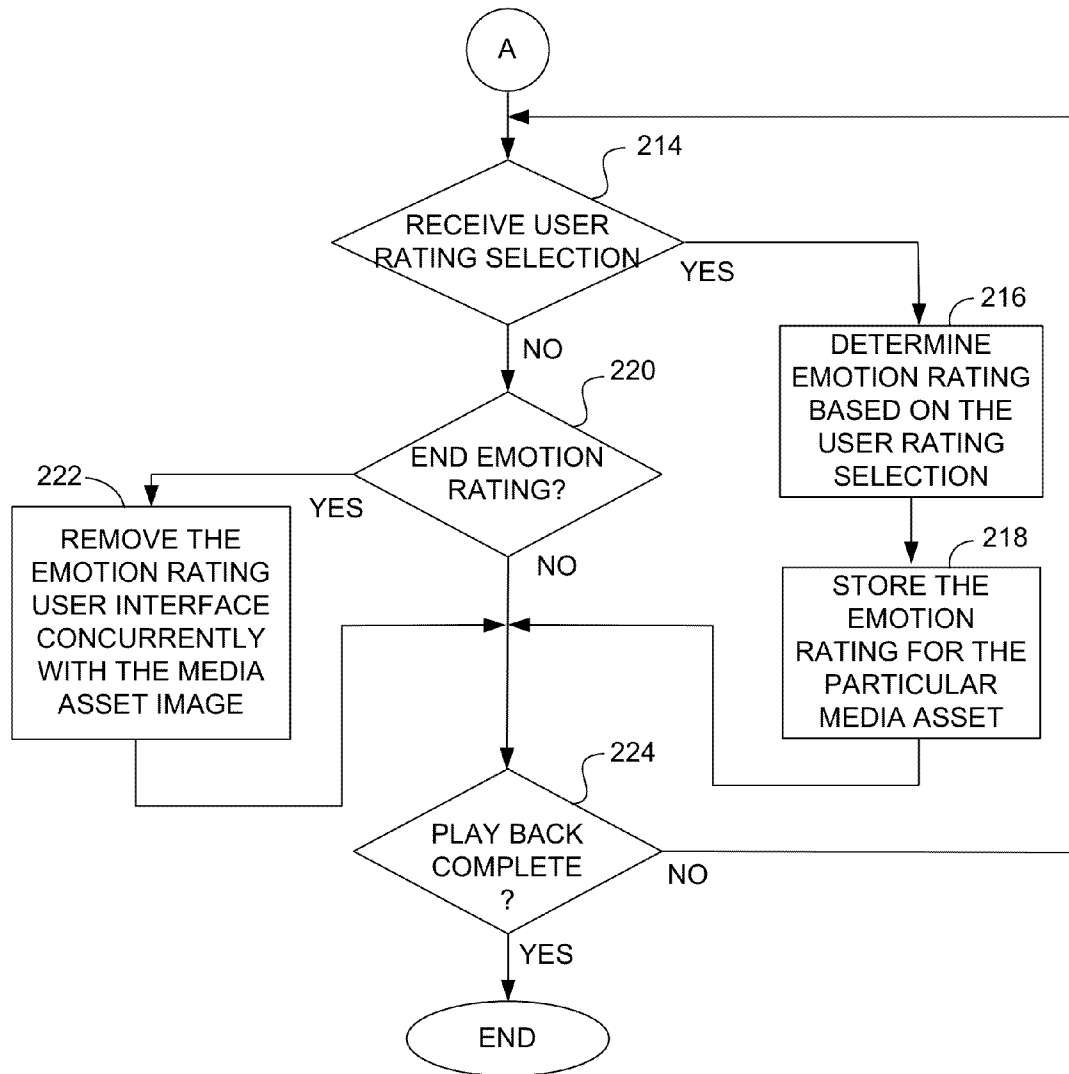 A
214
RECEIVE USER
RATING SELECTION
YES
216
NO
DETERMINE
EMOTION RATING
BASED ON THE
USER RATING
SELECTION
220
END EMOTION
RATING?
222
YES
NO
REMOVE THE
EMOTION RATING
USER INTERFACE
CONCURRENTLY
WITH THE MEDIA
ASSET IMAGE
218
STORE THE
EMOTION
RATING FOR THE
PARTICULAR
MEDIA ASSET
224
PLAY BACK
COMPLETE
?
NO
YES
END